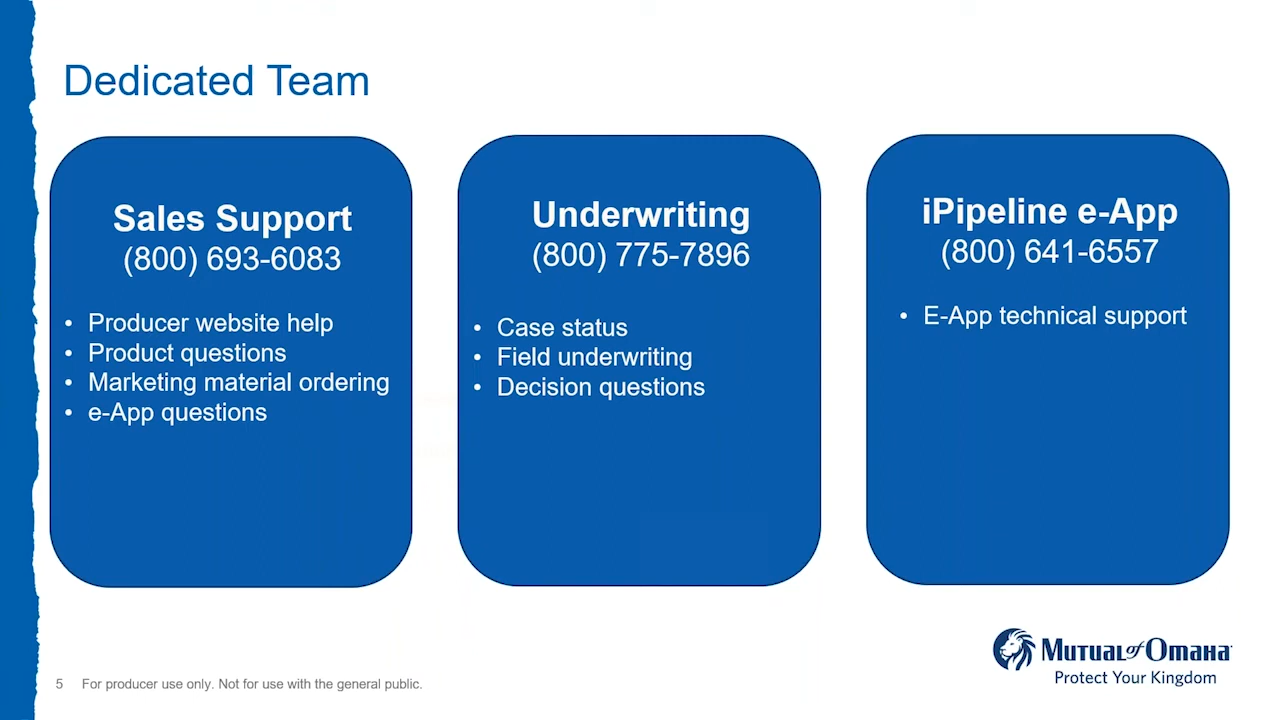 Dedicated Team
Sales Support
(800) 693-6083
• Producer website help
• Product questions
• Marketing material ordering
• e-App questions
Underwriting
(800) 775-7896
• Case status
• Field underwriting
• Decision questions
iPipeline e-App
(800) 641-6557
• E-App technical support
Mutual of Omaha
Protect Your Kingdom
5 For producer use only. Not for use with the general public.